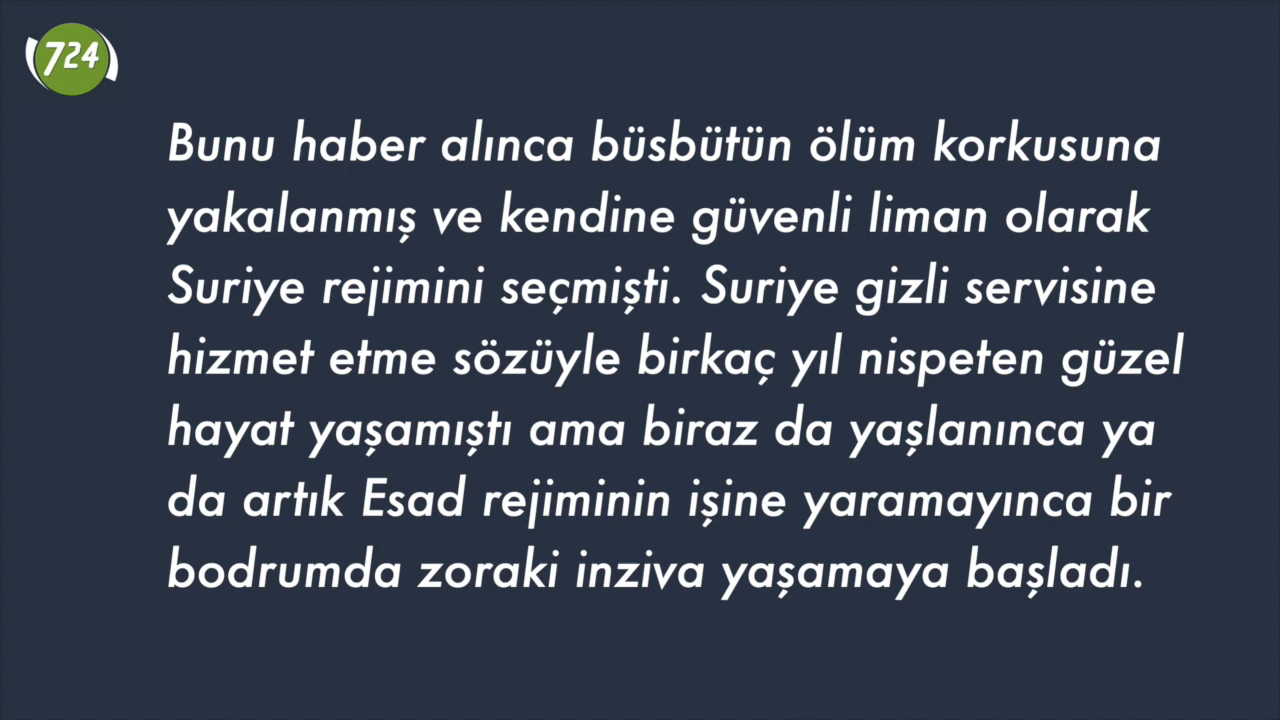 724
Bunu haber alınca büsbütün ölüm korkusuna
yakalanmış ve kendine güvenli liman olarak
Suriye rejimini seçmişti. Suriye gizli servisine
hizmet etme sözüyle birkaç yıl nispeten güzel
hayat yaşamıştı ama biraz da yaşlanınca ya
da artık Esad rejiminin işine yaramayınca bir
bodrumda zoraki inziva yaşamaya başladı.